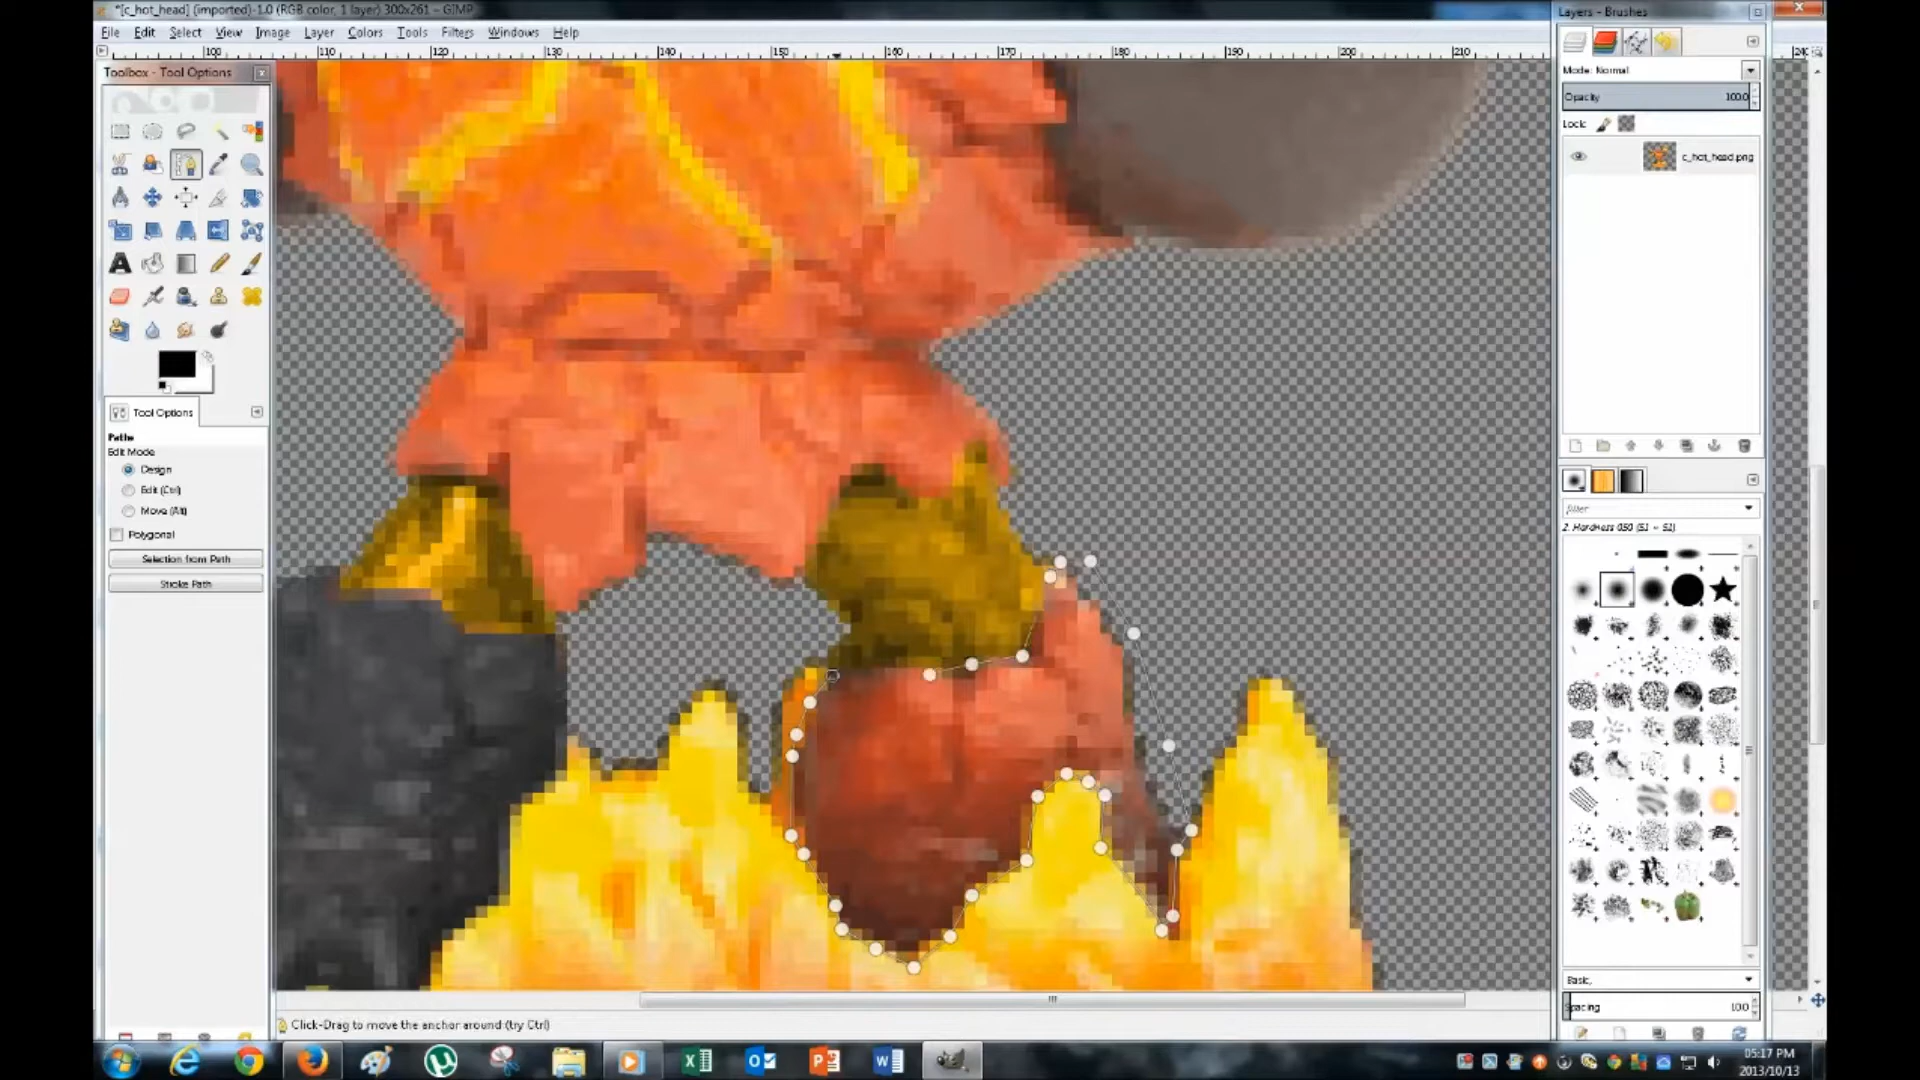 *[c_hot_head] (imported)-1.0 (RGB color, 1 layer) 300x261 – GIMP
File Edit Select View Image Layer Colors Tools Filters Windows Help
100 110 120 130 140 150 160 170 180 190 200 210
Toolbox - Tool Options
Tool Options
Paths
Edit Mode
Design
Edit (Ctrl)
Move (Alt)
Polygonal
Selection from Path
Stroke Path
Click-Drag to move the anchor around (try Ctrl)
Layers - Brushes
Mode: Normal
Opacity 100.0
Lock:
c_hot_head.png
filter
2. Hardness 050 (51 × 51)
Basic,
Spacing 10.0
05:17 PM
2013/10/13